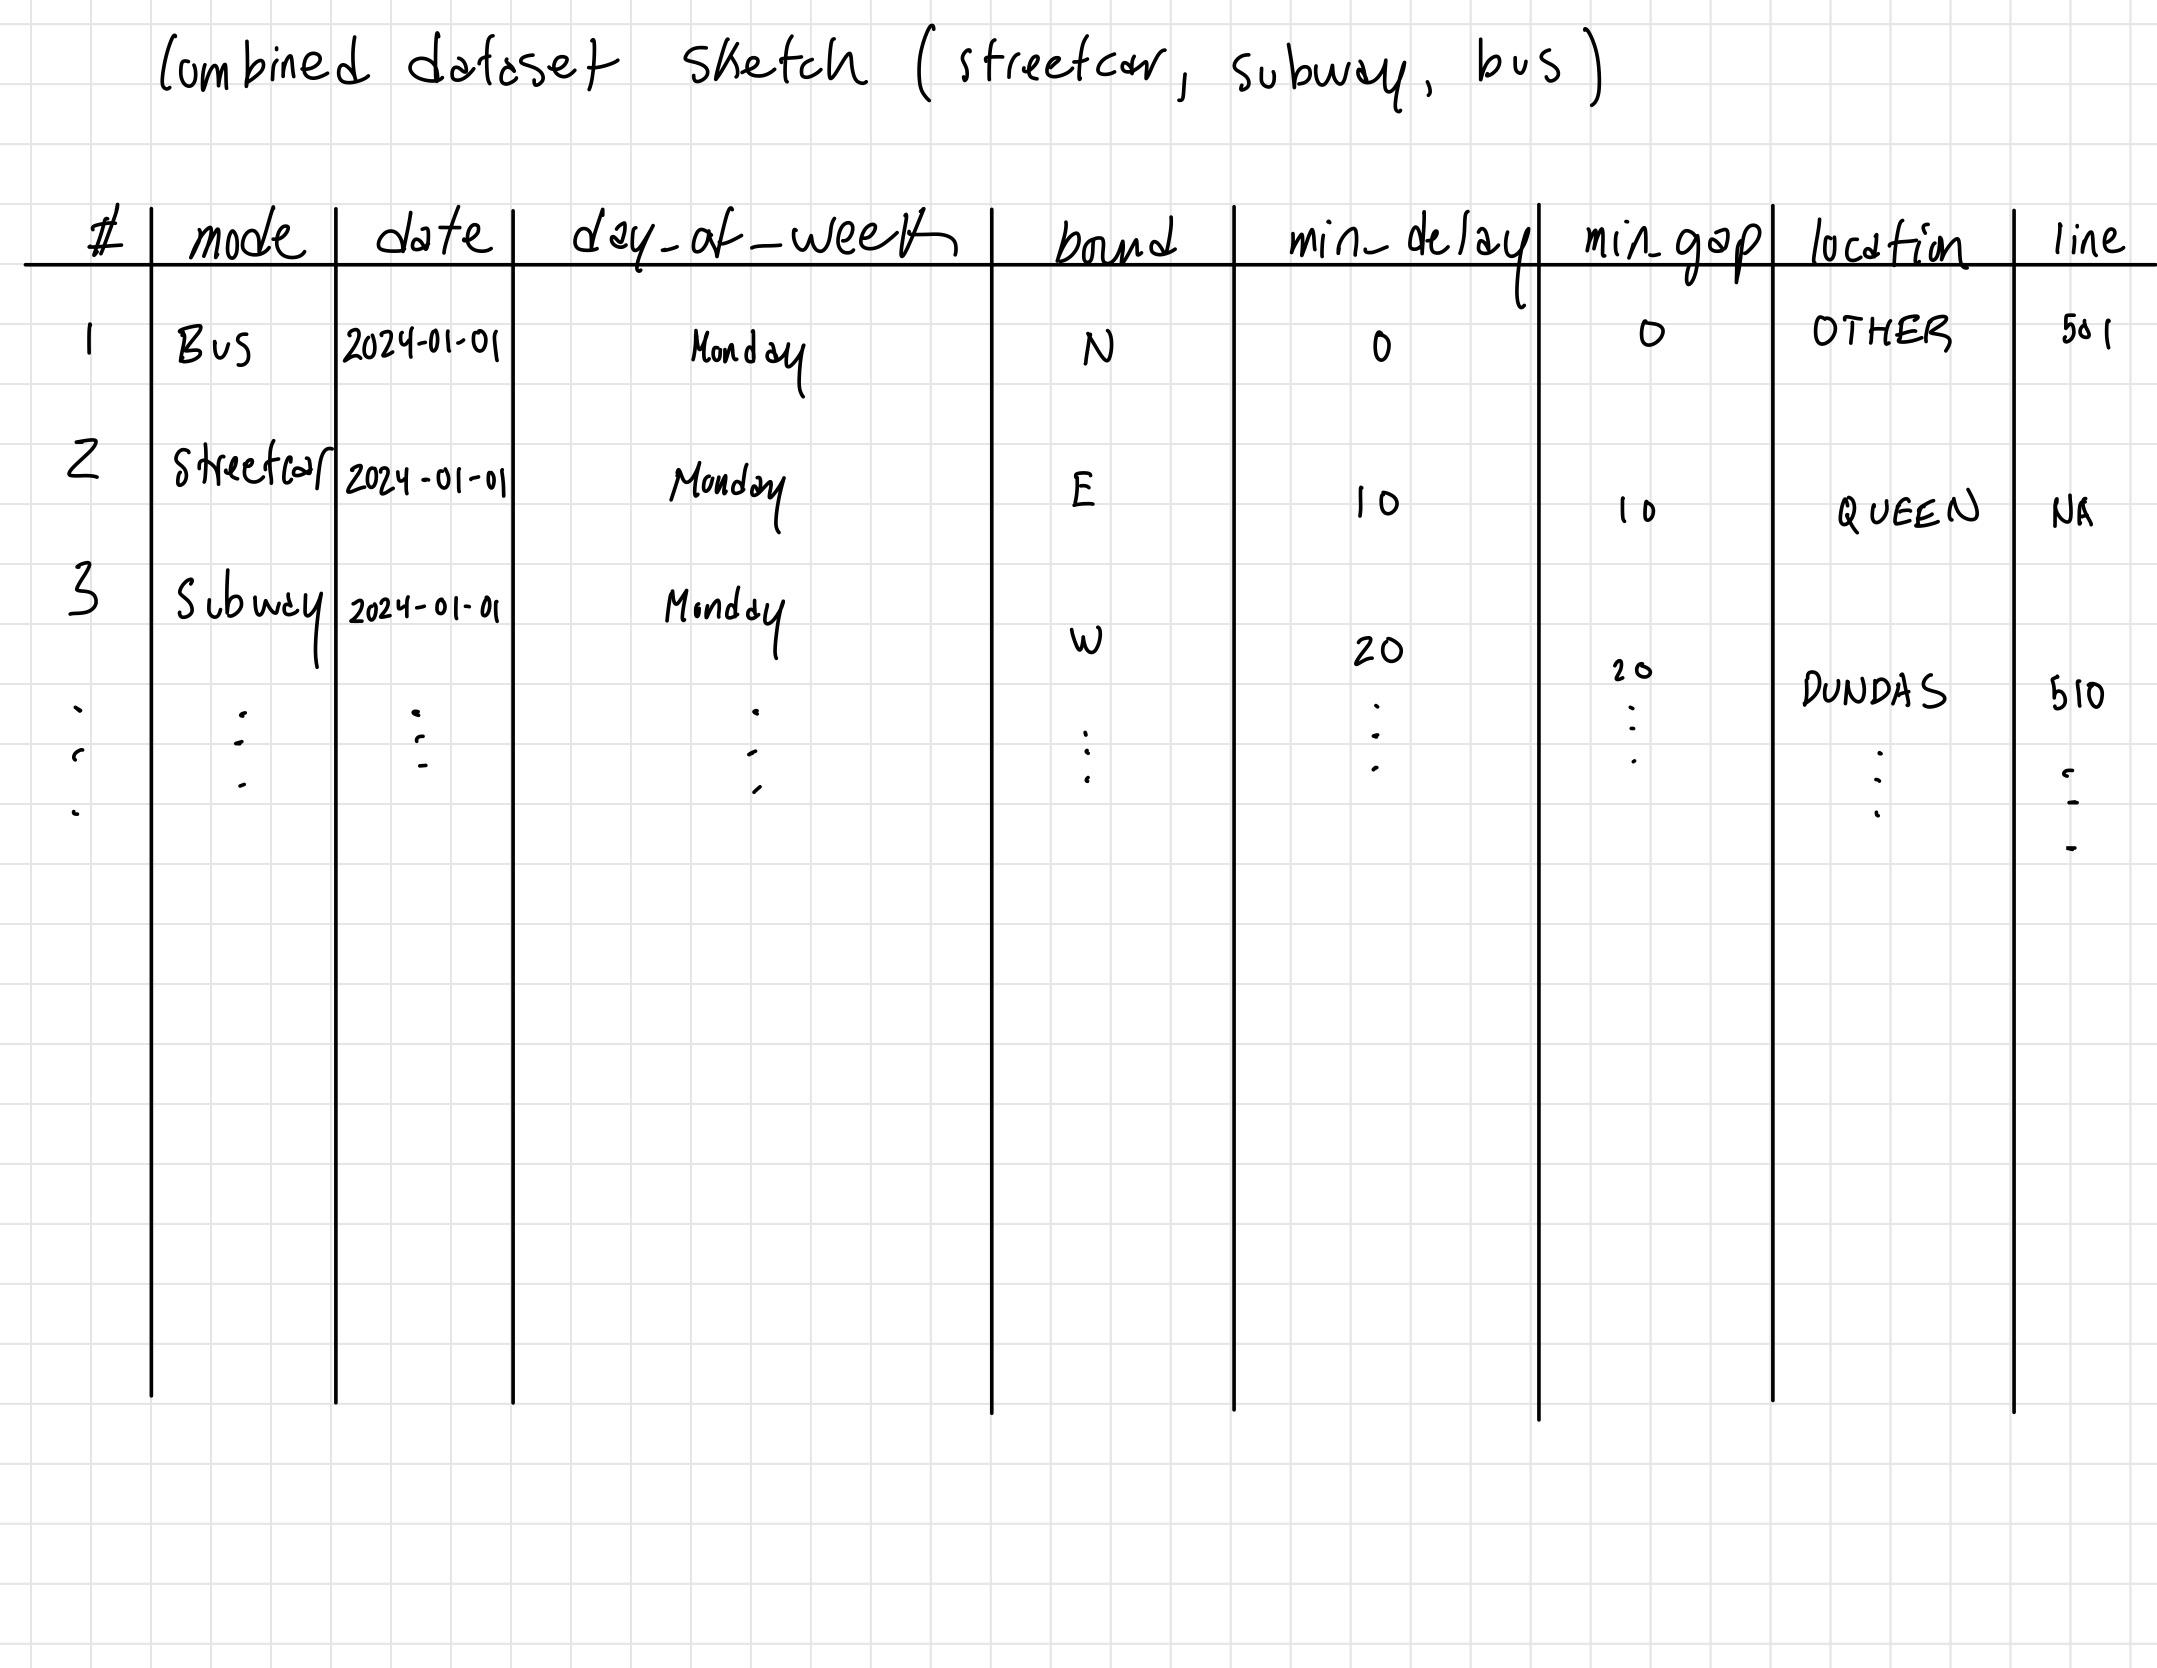 Combined dataset sketch (streetcar, subway, bus)
# mode date day_of_week bound min_delay min_gap location line
1 Bus 2024-01-01 Monday N 0 0 OTHER 501
2 Streetcar 2024-01-01 Monday E 10 10 QUEEN NA
3 Subway 2024-01-01 Monday W 20 20 DUNDAS 510